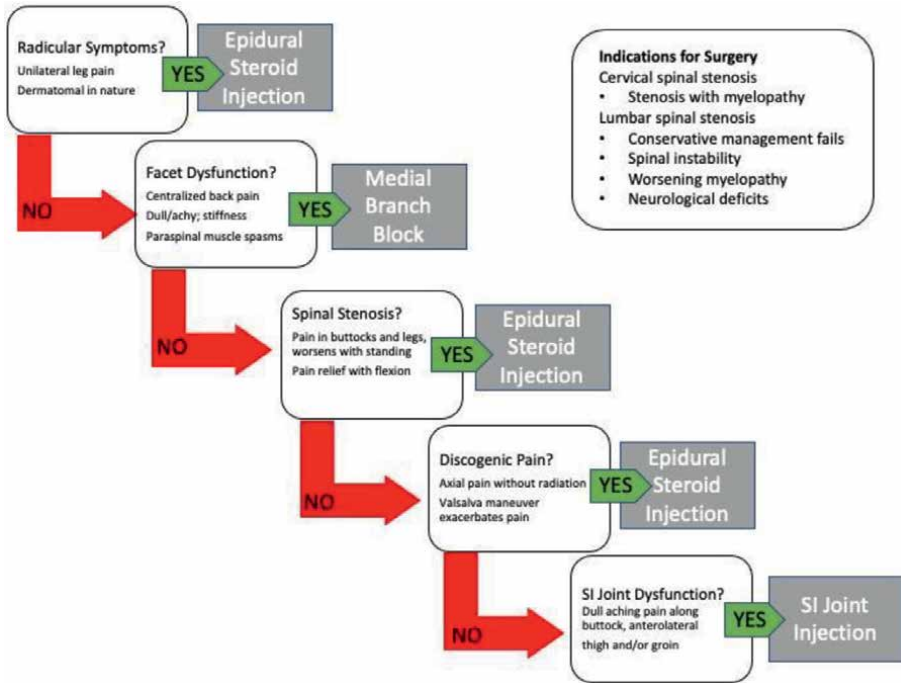 Radicular Symptoms?
Unilateral leg pain
Dermatomal in nature
YES
Epidural
Steroid
Injection
NO
Facet Dysfunction?
Centralized back pain
Dull/achy; stiffness
Paraspinal muscle spasms
YES
Medial
Branch
Block
NO
Spinal Stenosis?
Pain in buttocks and legs,
worsens with standing
Pain relief with flexion
YES
Epidural
Steroid
Injection
NO
Discogenic Pain?
Axial pain without radiation
Valsalva maneuver
exacerbates pain
YES
Epidural
Steroid
Injection
NO
SI Joint Dysfunction?
Dull aching pain along
buttock, anterolateral
thigh and/or groin
YES
SI Joint
Injection
Indications for Surgery
Cervical spinal stenosis
• Stenosis with myelopathy
Lumbar spinal stenosis
• Conservative management fails
• Spinal instability
• Worsening myelopathy
• Neurological deficits